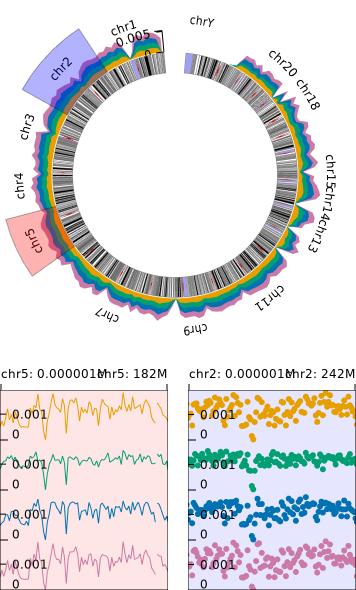 chrY
chr1
0.005
0
chr2
chr20
chr18
chr3
chr15
chr4
chr14
chr13
chr5
chr11
chr7
chr9
chr5: 0.000001M
chr5: 182M
chr2: 0.000001M
chr2: 242M
0.001
0.001
0
0
0.001
0.001
0
0
0.001
0.001
0
0
0.001
0.001
0
0